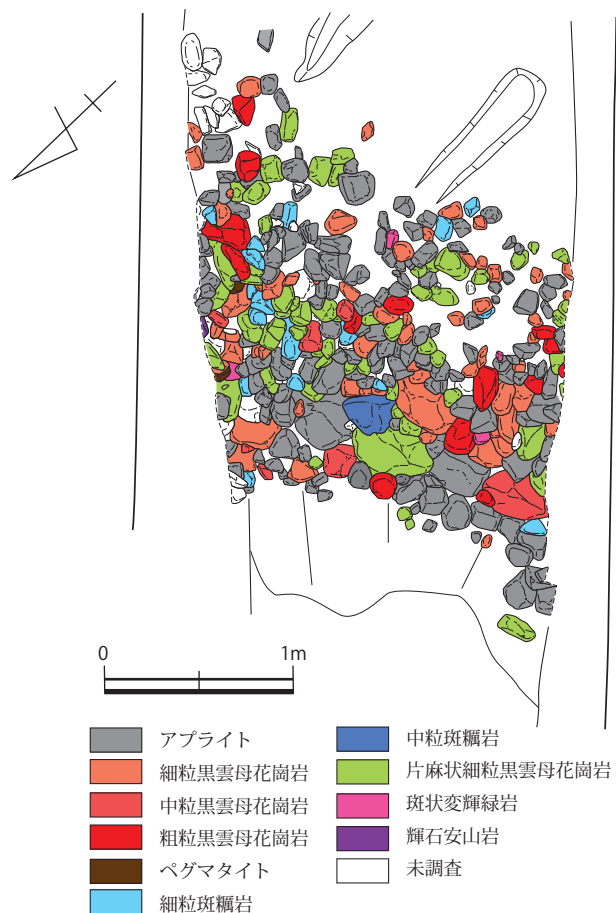 0 1m
アプライト
細粒黒雲母花崗岩
中粒黒雲母花崗岩
粗粒黒雲母花崗岩
ペグマタイト
細粒斑糲岩
中粒斑糲岩
片麻状細粒黒雲母花崗岩
斑状変輝緑岩
輝石安山岩
未調査